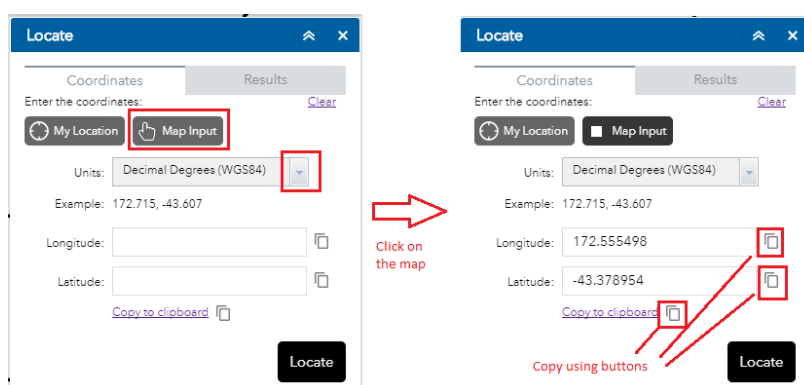 Locate
Coordinates Results
Enter the coordinates: Clear
My Location Map Input
Units: Decimal Degrees (WGS84)
Example: 172.715, -43.607
Longitude:
Latitude:
Copy to clipboard
Locate
Click on
the map
Locate
Coordinates Results
Enter the coordinates: Clear
My Location Map Input
Units: Decimal Degrees (WGS84)
Example: 172.715, -43.607
Longitude: 172.555498
Latitude: -43.378954
Copy to clipboard
Copy using buttons
Locate